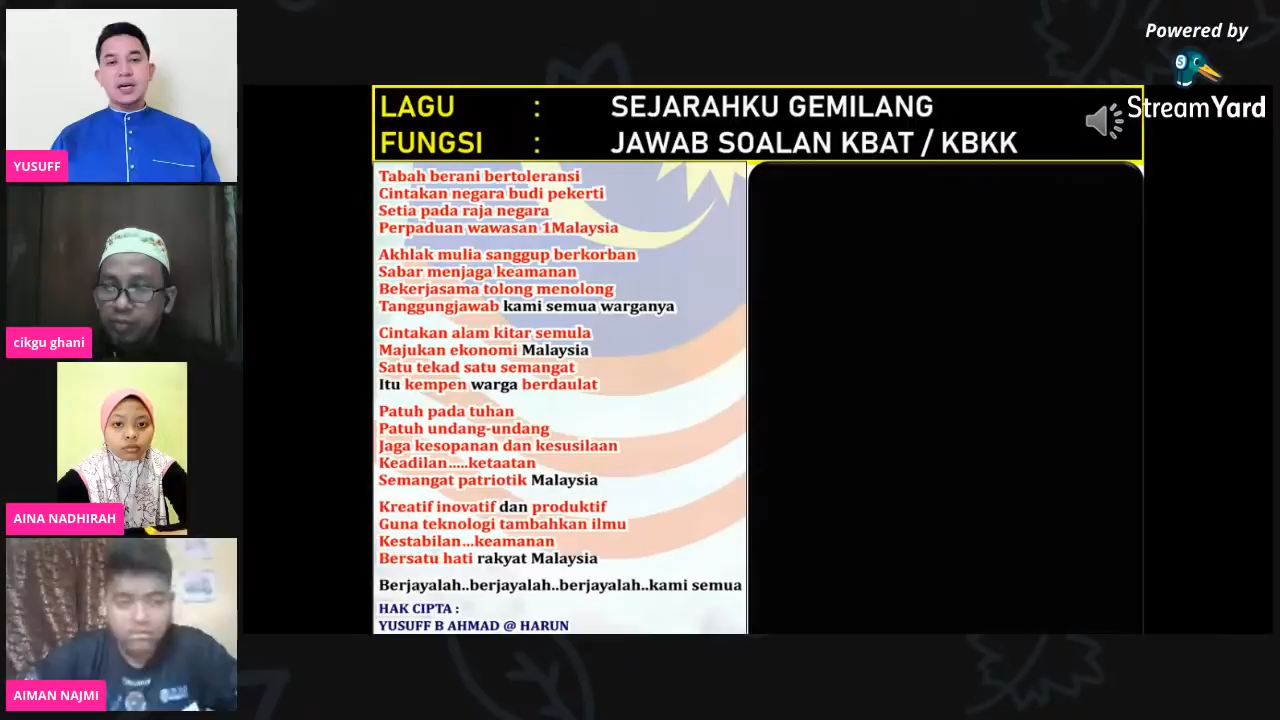 YUSUFF
cikgu ghani
AINA NADHIRAH
AIMAN NAJMI
Powered by
StreamYard
LAGU : SEJARAHKU GEMILANG
FUNGSI : JAWAB SOALAN KBAT / KBKK
Tabah berani bertoleransi
Cintakan negara budi pekerti
Setia pada raja negara
Perpaduan wawasan 1Malaysia
Akhlak mulia sanggup berkorban
Sabar menjaga keamanan
Bekerjasama tolong menolong
Tanggungjawab kami semua warganya
Cintakan alam kitar semula
Majukan ekonomi Malaysia
Satu tekad satu semangat
Itu kempen warga berdaulat
Patuh pada tuhan
Patuh undang-undang
Jaga kesopanan dan kesusilaan
Keadilan.....ketaatan
Semangat patriotik Malaysia
Kreatif inovatif dan produktif
Guna teknologi tambahkan ilmu
Kestabilan...keamanan
Bersatu hati rakyat Malaysia
Berjayalah..berjayalah..berjayalah..kami semua
HAK CIPTA :
YUSUFF B AHMAD @ HARUN